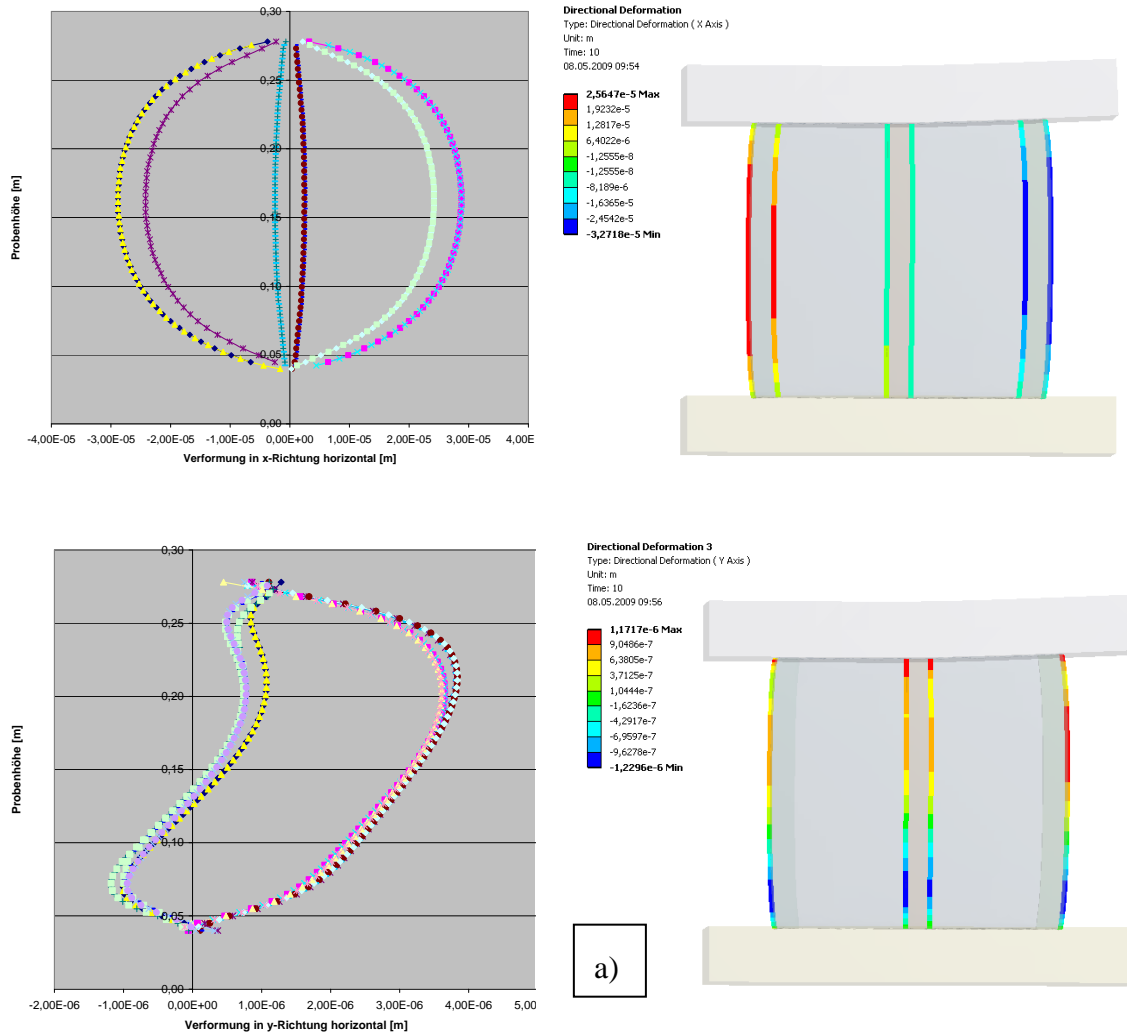 0,30
0,25
0,20
0,15
0,10
0,05
0,00
Probenhöhe [m]
-4,00E-05 -3,00E-05 -2,00E-05 -1,00E-05 0,00E+00 1,00E-05 2,00E-05 3,00E-05 4,00E-
Verformung in x-Richtung horizontal [m]
Directional Deformation
Type: Directional Deformation ( X Axis )
Unit: m
Time: 10
08.05.2009 09:54
2,5647e-5 Max
1,9232e-5
1,2817e-5
6,4022e-6
-1,2555e-8
-1,2555e-8
-8,189e-6
-1,6365e-5
-2,4542e-5
-3,2718e-5 Min
0,30
0,25
0,20
0,15
0,10
0,05
0,00
Probenhöhe [m]
-2,00E-06 -1,00E-06 0,00E+00 1,00E-06 2,00E-06 3,00E-06 4,00E-06 5,00
Verformung in y-Richtung horizontal [m]
Directional Deformation 3
Type: Directional Deformation ( Y Axis )
Unit: m
Time: 10
08.05.2009 09:56
1,1717e-6 Max
9,0486e-7
6,3805e-7
3,7125e-7
1,0444e-7
-1,6236e-7
-4,2917e-7
-6,9597e-7
-9,6278e-7
-1,2296e-6 Min
a)